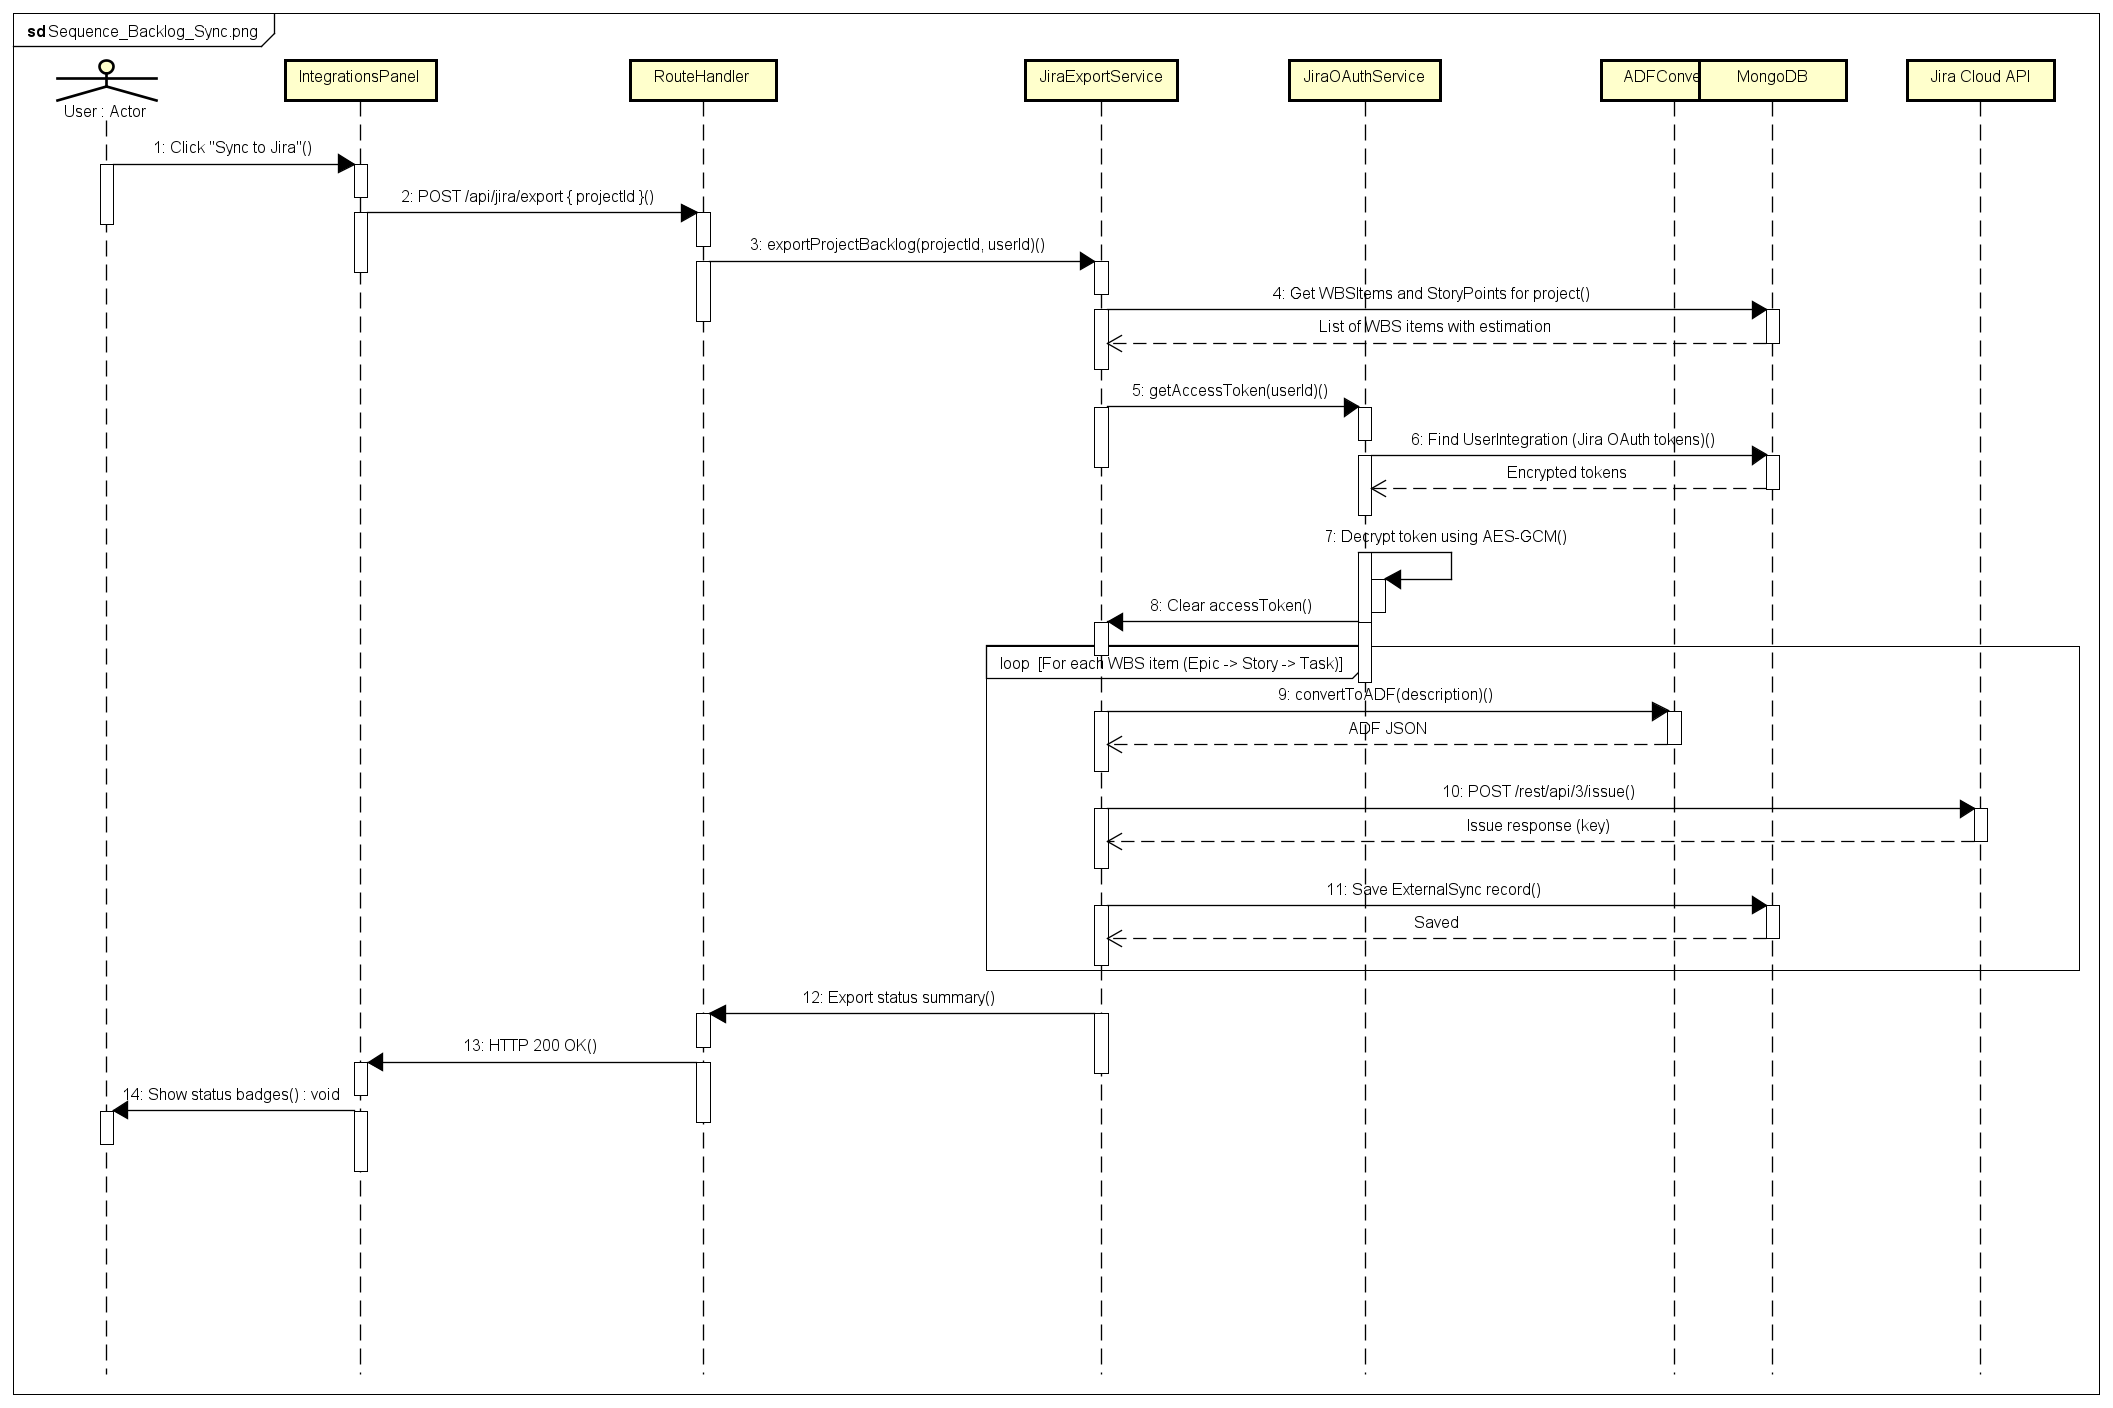 sd Sequence_Backlog_Sync.png
User : Actor
IntegrationsPanel
RouteHandler
JiraExportService
JiraOAuthService
ADFConve
MongoDB
Jira Cloud API
1: Click "Sync to Jira"()
2: POST /api/jira/export { projectId }()
3: exportProjectBacklog(projectId, userId)()
4: Get WBSItems and StoryPoints for project()
List of WBS items with estimation
5: getAccessToken(userId)()
6: Find UserIntegration (Jira OAuth tokens)()
Encrypted tokens
7: Decrypt token using AES-GCM()
8: Clear accessToken()
loop [For each WBS item (Epic -> Story -> Task)]
9: convertToADF(description)()
ADF JSON
10: POST /rest/api/3/issue()
Issue response (key)
11: Save ExternalSync record()
Saved
12: Export status summary()
13: HTTP 200 OK()
14: Show status badges() : void